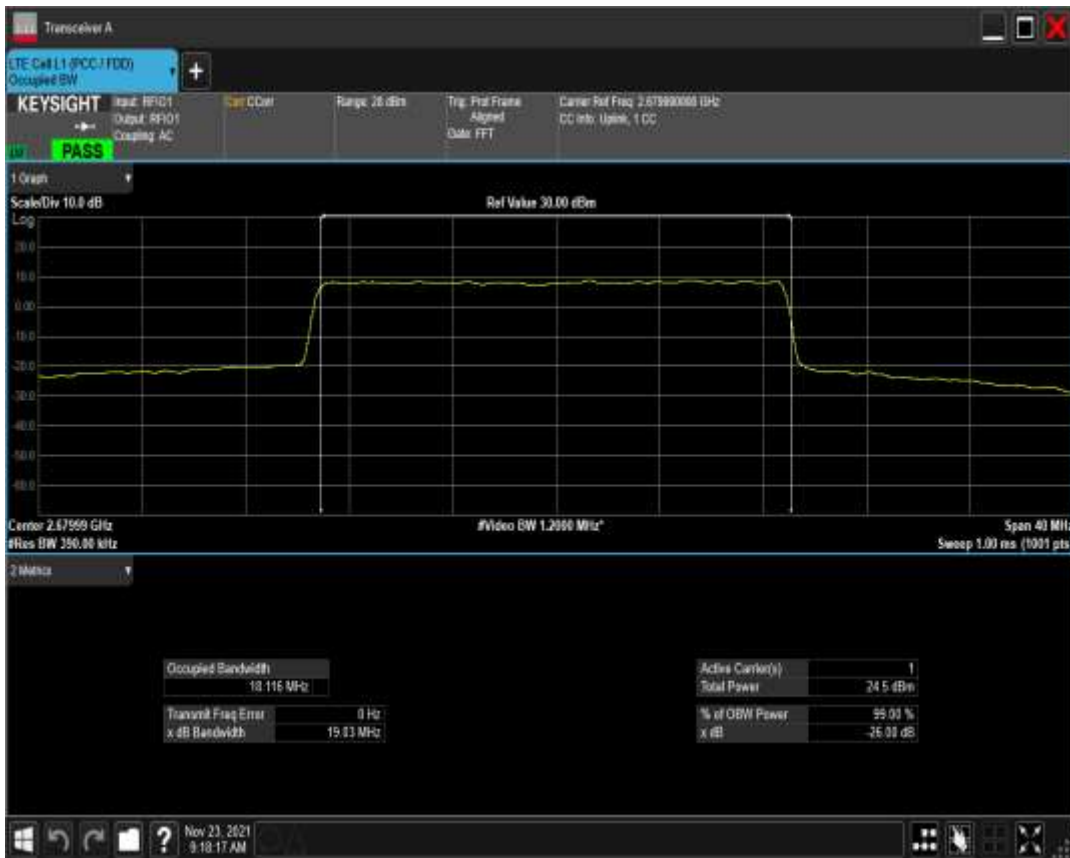 Transceiver A
LTE Cell L1 (PCC / FDD)
Occupied BW
KEYSIGHT
Input: RFIO1
Output: RFIO1
Coupling: AC
PASS
Corr CCorr
Range: 28 dBm
Trig: Prot Frame
Aligned
Gate: FFT
Carrier Ref Freq: 2.679990000 GHz
CC Info: Uplink, 1 CC
1 Graph
Scale/Div 10.0 dB
Ref Value 30.00 dBm
Log
20.0
10.0
0.00
-10.0
-20.0
-30.0
-40.0
-50.0
-60.0
Center 2.67999 GHz
#Video BW 1.2000 MHz*
Span 40 MHz
#Res BW 390.00 kHz
Sweep 1.00 ms (1001 pts
2 Metrics
Occupied Bandwidth
18.116 MHz
Transmit Freq Error 0 Hz
x dB Bandwidth 19.03 MHz
Active Carrier(s) 1
Total Power 24.5 dBm
% of OBW Power 99.00 %
x dB -26.00 dB
?
Nov 23, 2021
9:18:17 AM